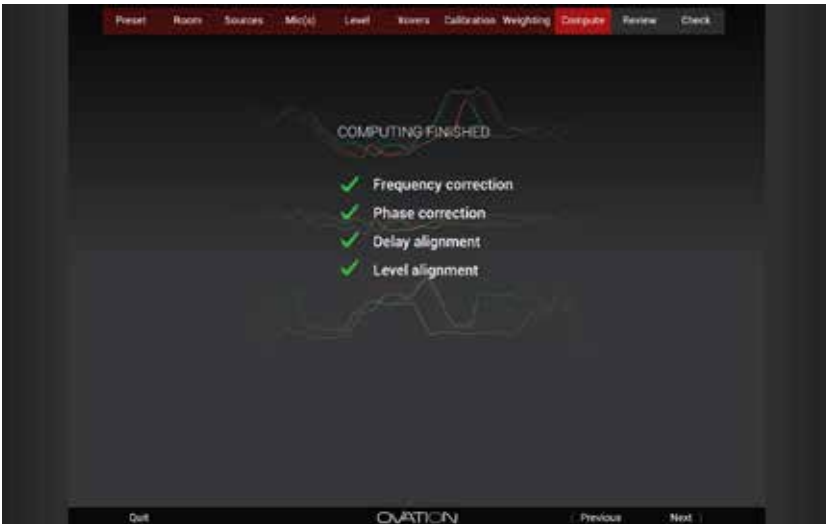 Preset Room Sources Mic(s) Level Xovers Calibration Weighting Compute Review Check
COMPUTING FINISHED
Frequency correction
Phase correction
Delay alignment
Level alignment
Quit OVATION Previous Next